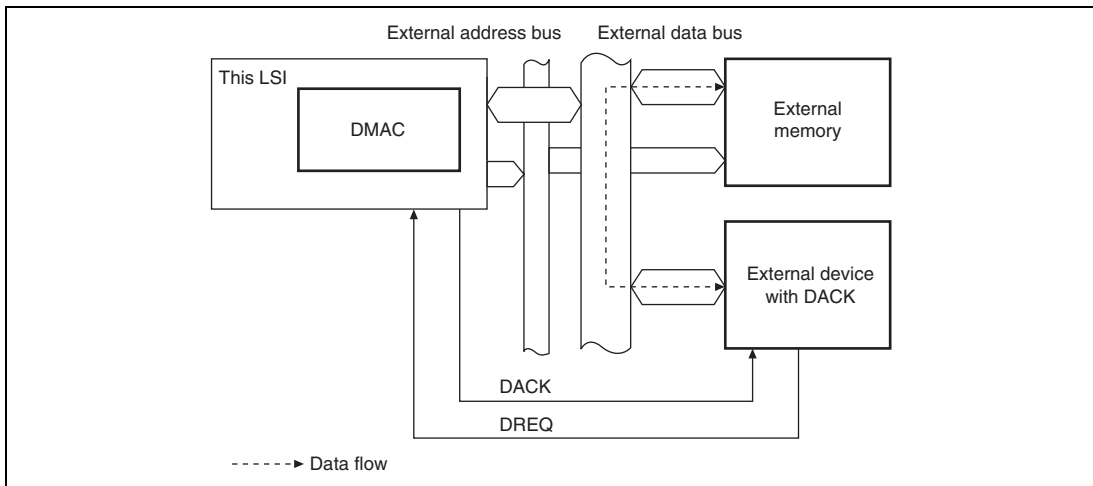 External address bus
External data bus
This LSI
DMAC
External
memory
External device
with DACK
DACK
DREQ
Data flow